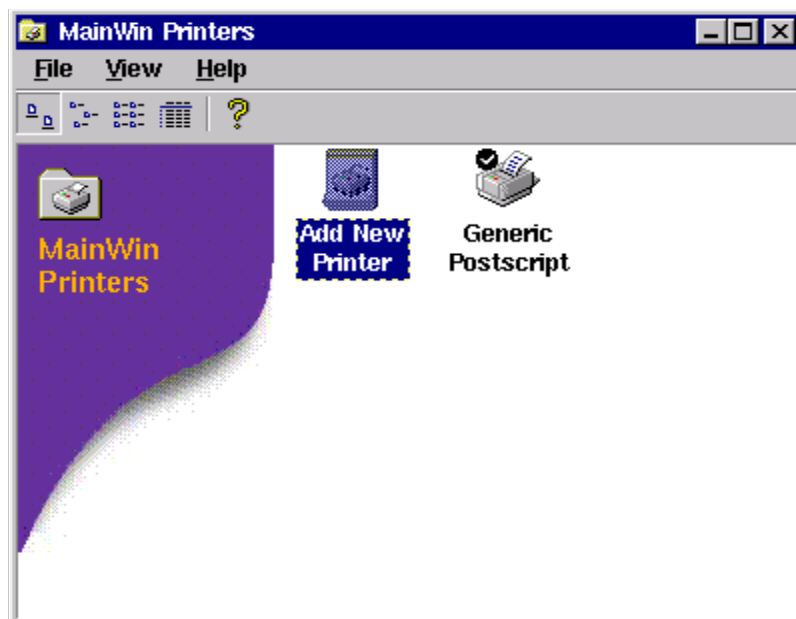 MainWin Printers
File View Help
?
MainWin
Printers
Add New
Printer
Generic
Postscript